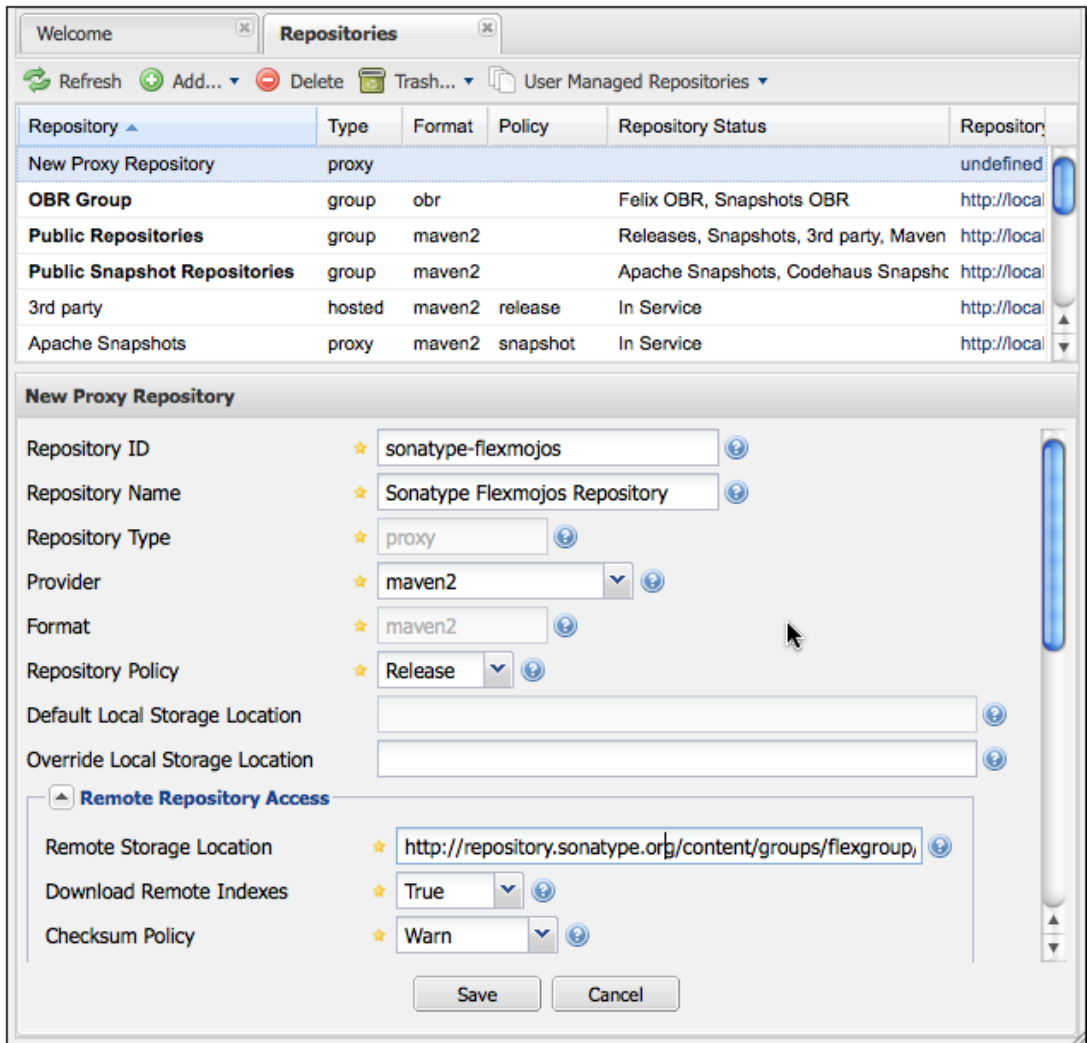 Welcome Repositories
Refresh Add... Delete Trash... User Managed Repositories
Repository Type Format Policy Repository Status Repository
New Proxy Repository proxy undefined
OBR Group group obr Felix OBR, Snapshots OBR http://local
Public Repositories group maven2 Releases, Snapshots, 3rd party, Maven http://local
Public Snapshot Repositories group maven2 Apache Snapshots, Codehaus Snapsho http://local
3rd party hosted maven2 release In Service http://local
Apache Snapshots proxy maven2 snapshot In Service http://local
New Proxy Repository
Repository ID sonatype-flexmojos
Repository Name Sonatype Flexmojos Repository
Repository Type proxy
Provider maven2
Format maven2
Repository Policy Release
Default Local Storage Location
Override Local Storage Location
Remote Repository Access
Remote Storage Location http://repository.sonatype.org/content/groups/flexgroup/
Download Remote Indexes True
Checksum Policy Warn
Save Cancel